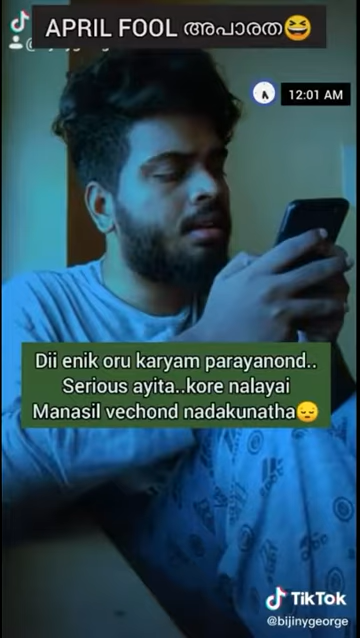 APRIL FOOL അപാരത😆
12:01 AM
Dii enik oru karyam parayanond..
Serious ayita..kore nalayai
Manasil vechond nadakunatha😔
TikTok
@bijinygeorge